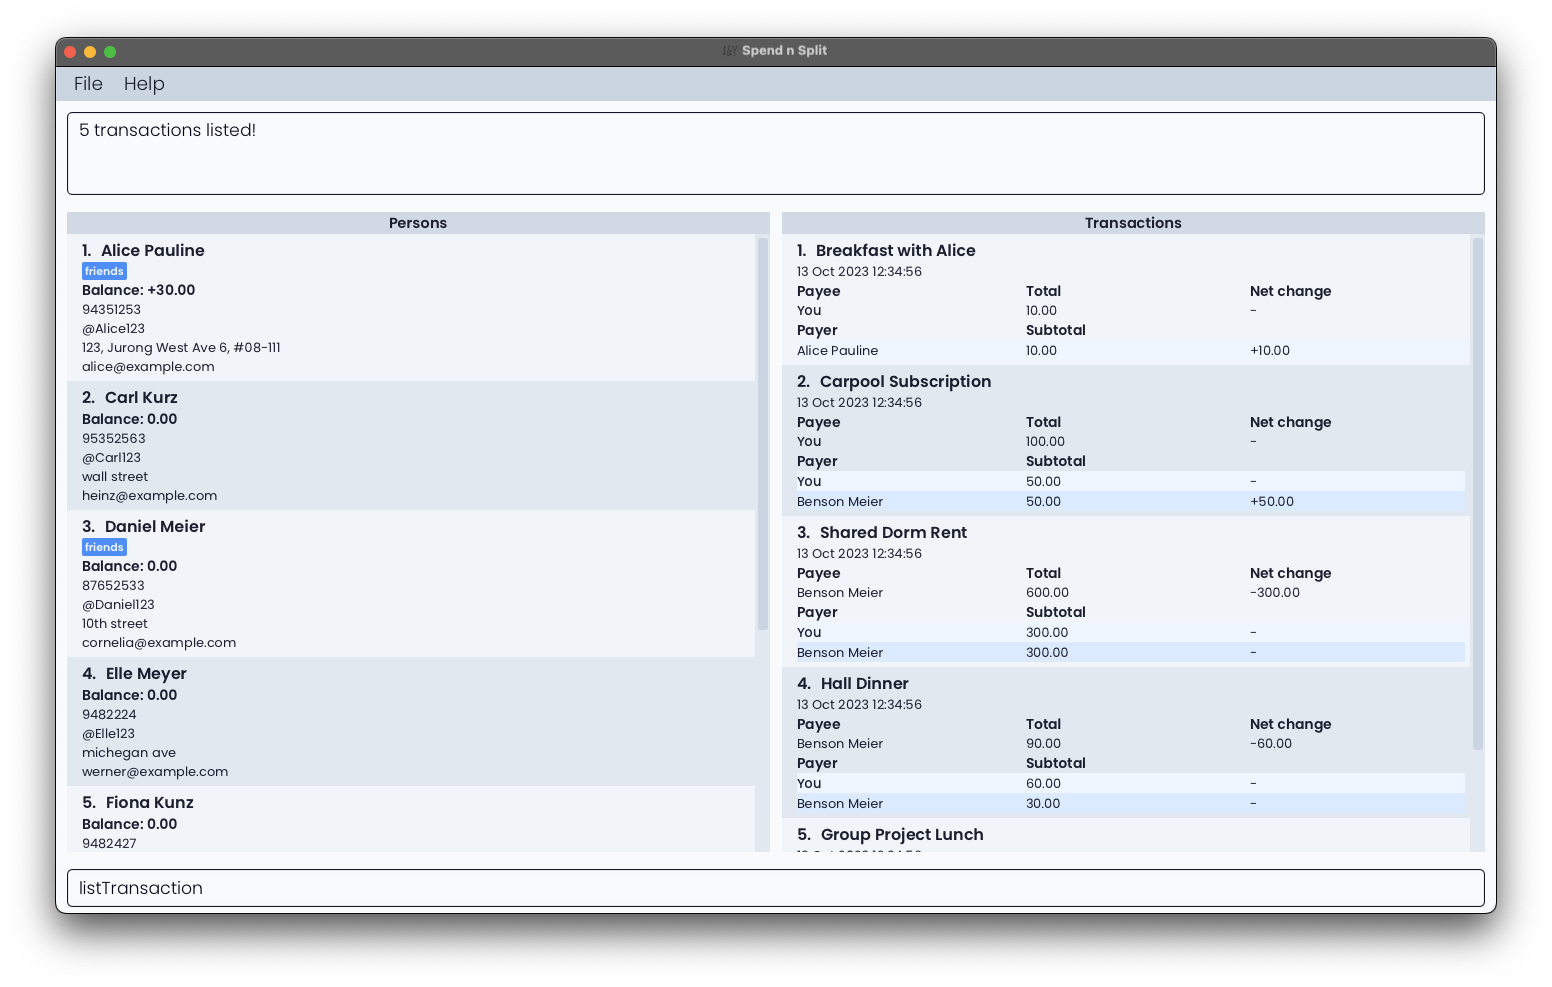 Spend n Split
File Help
5 transactions listed!
Persons
1. Alice Pauline
friends
Balance: +30.00
94351253
@Alice123
123, Jurong West Ave 6, #08-111
alice@example.com
2. Carl Kurz
Balance: 0.00
95352563
@Carl123
wall street
heinz@example.com
3. Daniel Meier
friends
Balance: 0.00
87652533
@Daniel123
10th street
cornelia@example.com
4. Elle Meyer
Balance: 0.00
9482224
@Elle123
michegan ave
werner@example.com
5. Fiona Kunz
Balance: 0.00
9482427
Transactions
1. Breakfast with Alice
13 Oct 2023 12:34:56
Payee Total Net change
You 10.00 -
Payer Subtotal
Alice Pauline 10.00 +10.00
2. Carpool Subscription
13 Oct 2023 12:34:56
Payee Total Net change
You 100.00 -
Payer Subtotal
You 50.00 -
Benson Meier 50.00 +50.00
3. Shared Dorm Rent
13 Oct 2023 12:34:56
Payee Total Net change
Benson Meier 600.00 -300.00
Payer Subtotal
You 300.00 -
Benson Meier 300.00 -
4. Hall Dinner
13 Oct 2023 12:34:56
Payee Total Net change
Benson Meier 90.00 -60.00
Payer Subtotal
You 60.00 -
Benson Meier 30.00 -
5. Group Project Lunch
listTransaction